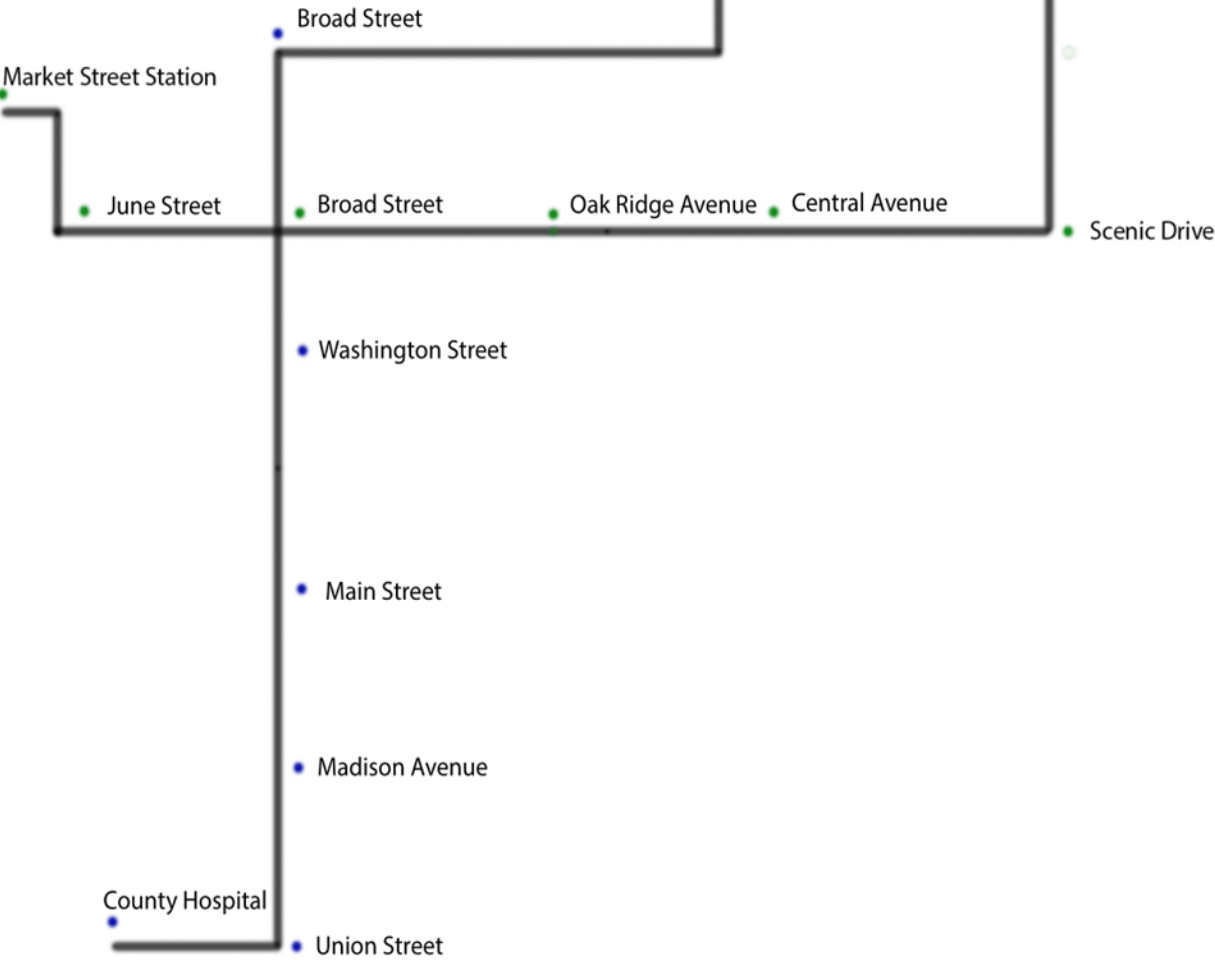 Broad Street
Market Street Station
June Street
Broad Street
Oak Ridge Avenue
Central Avenue
Scenic Drive
Washington Street
Main Street
Madison Avenue
County Hospital
Union Street